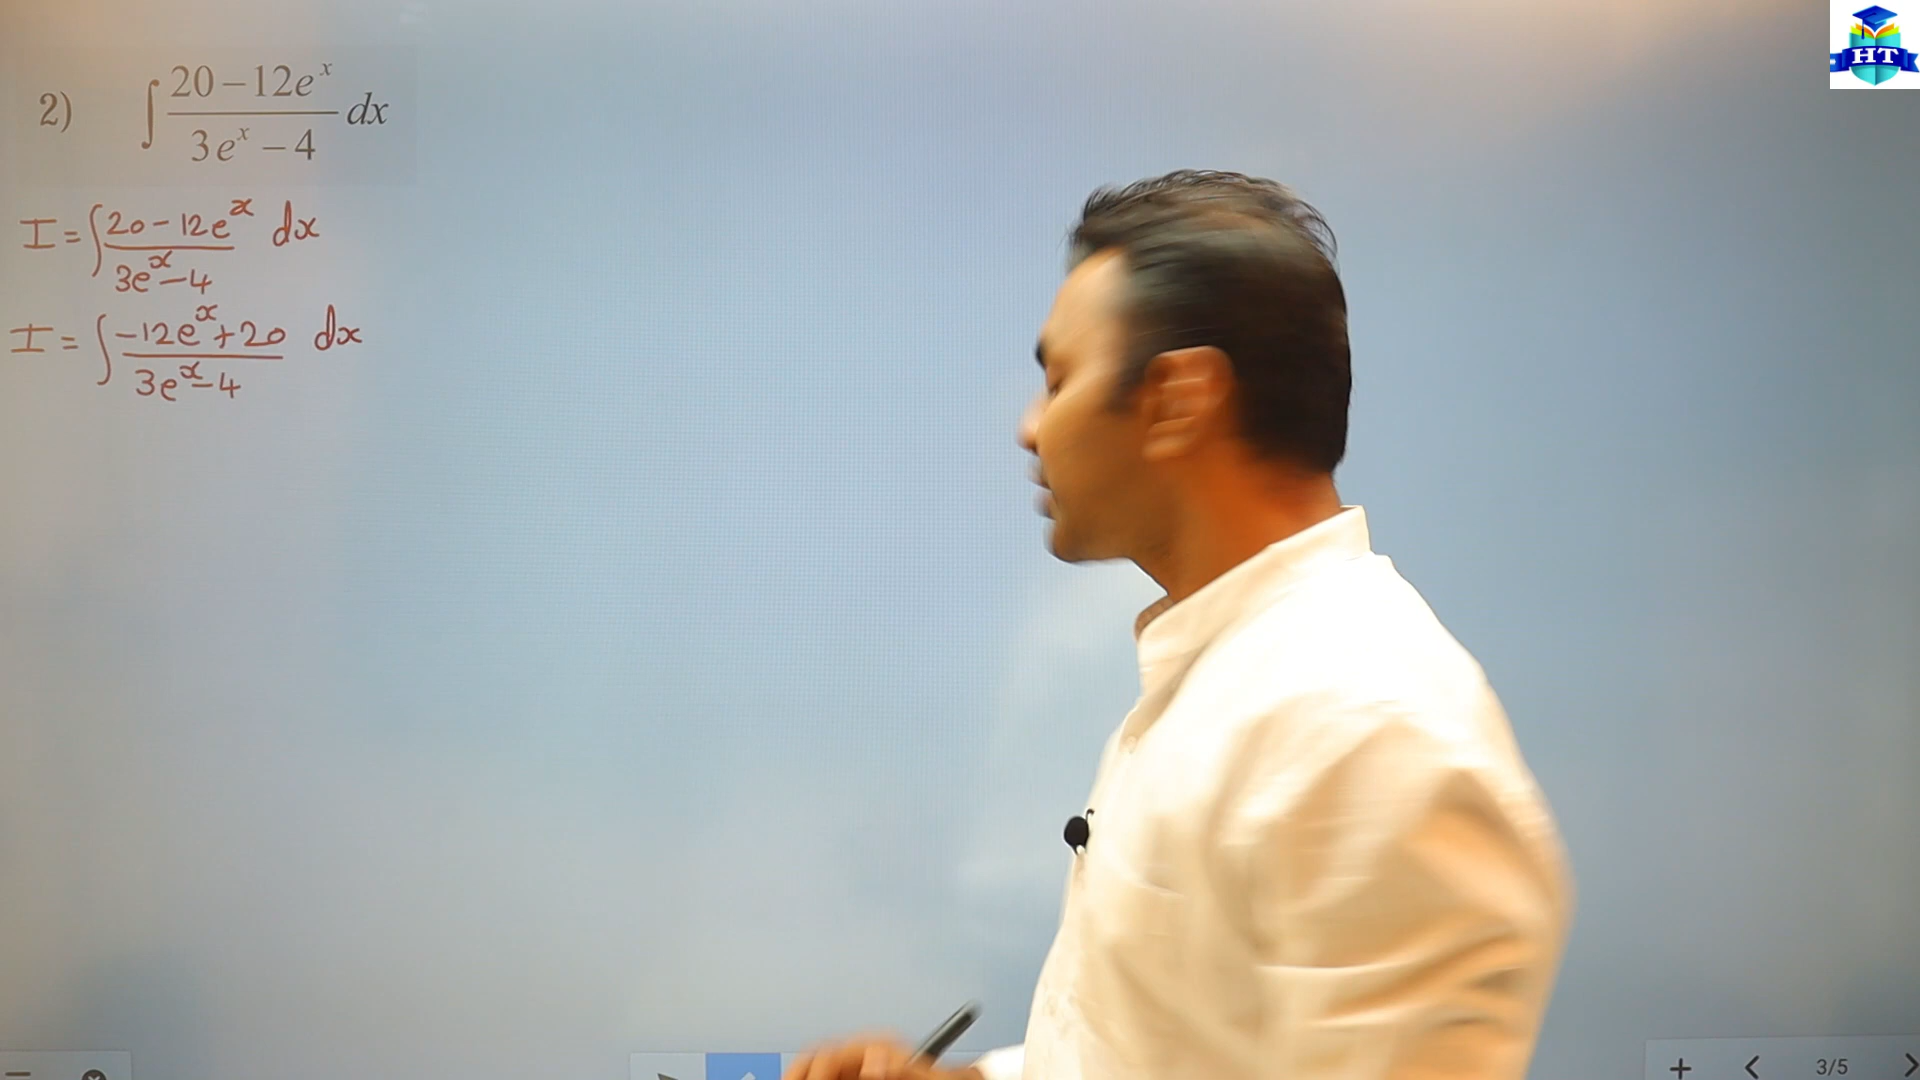 2) ∫ (20 − 12e^x)/(3e^x − 4) dx
I = ∫ (20 − 12e^x)/(3e^x − 4) dx
I = ∫ (−12e^x + 20)/(3e^x − 4) dx
HT
+ < 3/5 >